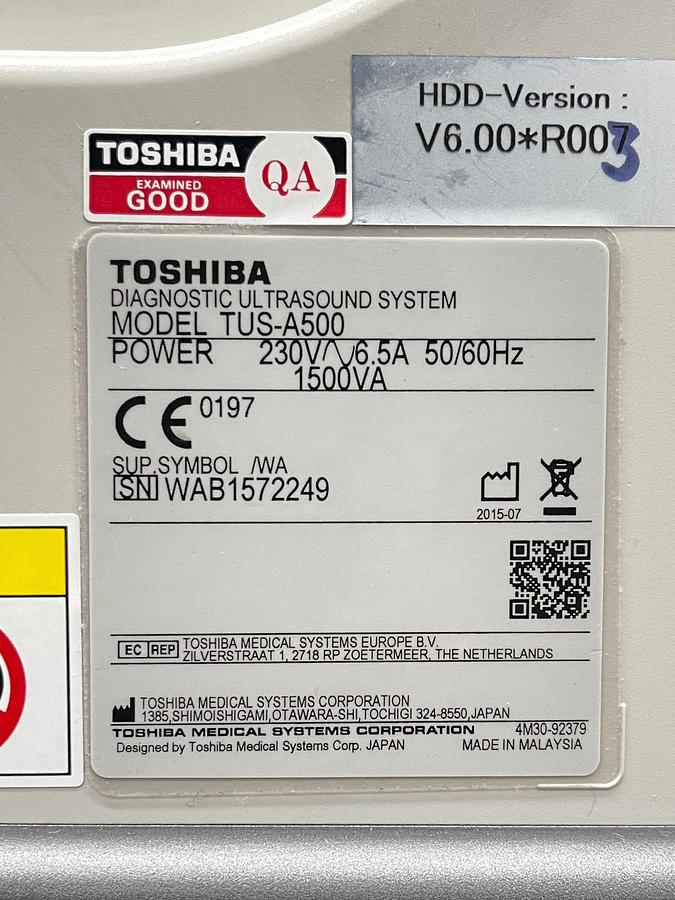 HDD-Version :
V6.00*R003
TOSHIBA
EXAMINED
GOOD
QA
TOSHIBA
DIAGNOSTIC ULTRASOUND SYSTEM
MODEL TUS-A500
POWER 230V 6.5A 50/60Hz
1500VA
CE 0197
SUP.SYMBOL /WA
SN WAB1572249
2015-07
EC REP TOSHIBA MEDICAL SYSTEMS EUROPE B.V.
ZILVERSTRAAT 1, 2718 RP ZOETERMEER, THE NETHERLANDS
TOSHIBA MEDICAL SYSTEMS CORPORATION
1385,SHIMOISHIGAMI,OTAWARA-SHI,TOCHIGI 324-8550,JAPAN
TOSHIBA MEDICAL SYSTEMS CORPORATION 4M30-92379
Designed by Toshiba Medical Systems Corp. JAPAN MADE IN MALAYSIA